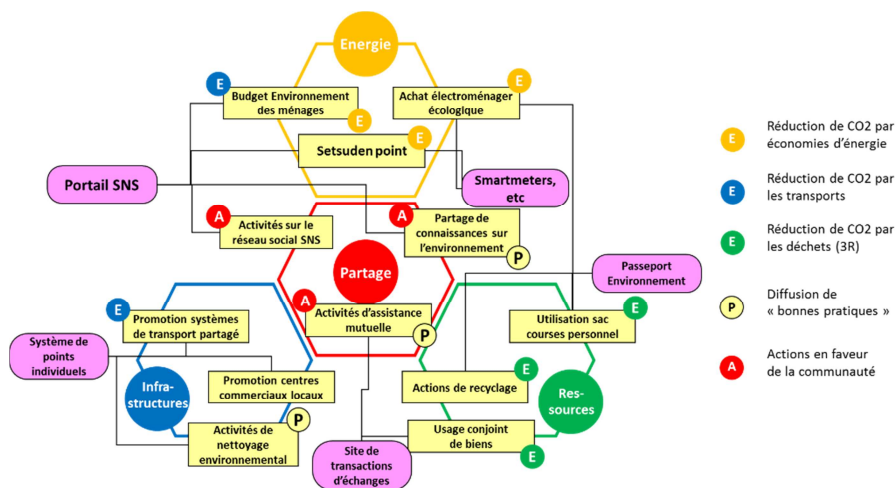 Energie
E
E
Budget Environnement
des ménages
Achat électroménager
écologique
E
E
Setsuden point
Portail SNS
Smartmeters,
etc
A
Activités sur le
réseau social SNS
A
Partage de
connaissances sur
l'environnement
P
Partage
Passeport
Environnement
A
Activités d'assistance
mutuelle
P
E
Promotion systèmes
de transport partagé
E
Utilisation sac
courses personnel
Système de
points
individuels
Promotion centres
commerciaux locaux
Infra-
structures
E
Actions de recyclage
Res-
sources
P
Activités de
nettoyage
environnemental
Usage conjoint
de biens
E
Site de
transactions
d'échanges
E
Réduction de CO2 par
économies d'énergie
E
Réduction de CO2 par
les transports
E
Réduction de CO2 par
les déchets (3R)
P
Diffusion de
« bonnes pratiques »
A
Actions en faveur
de la communauté